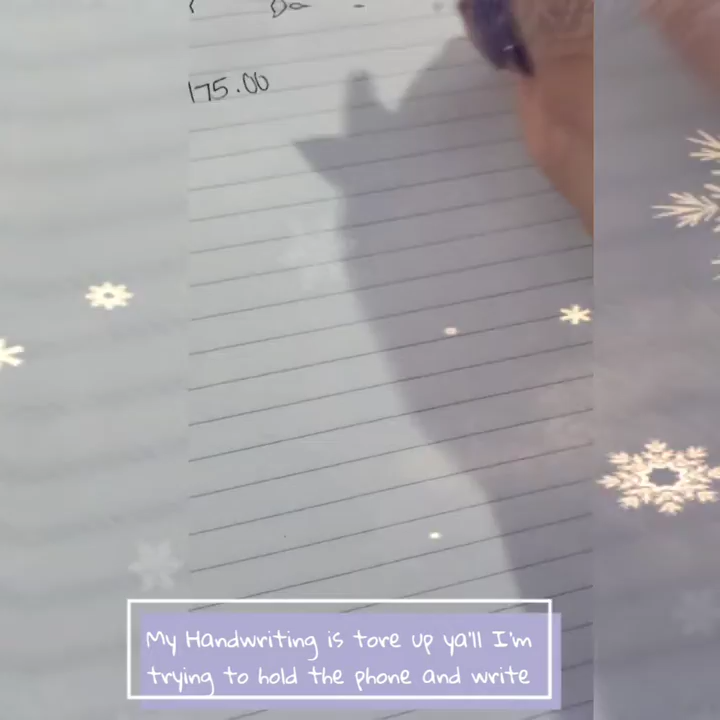 175.00
My Handwriting is tore up ya'll I'm
trying to hold the phone and write